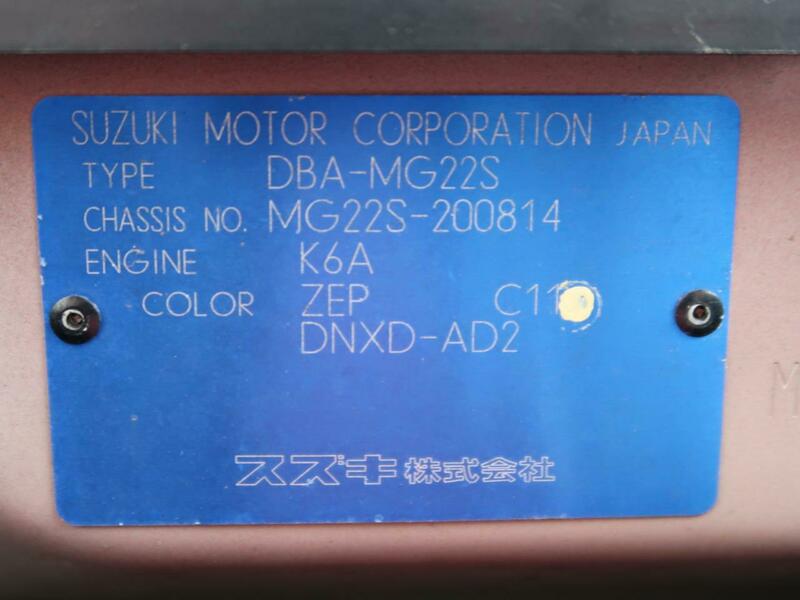 SUZUKI MOTOR CORPORATION JAPAN
TYPE DBA-MG22S
CHASSIS NO. MG22S-200814
ENGINE K6A
COLOR ZEP
DNXD-AD2
スズキ株式会社